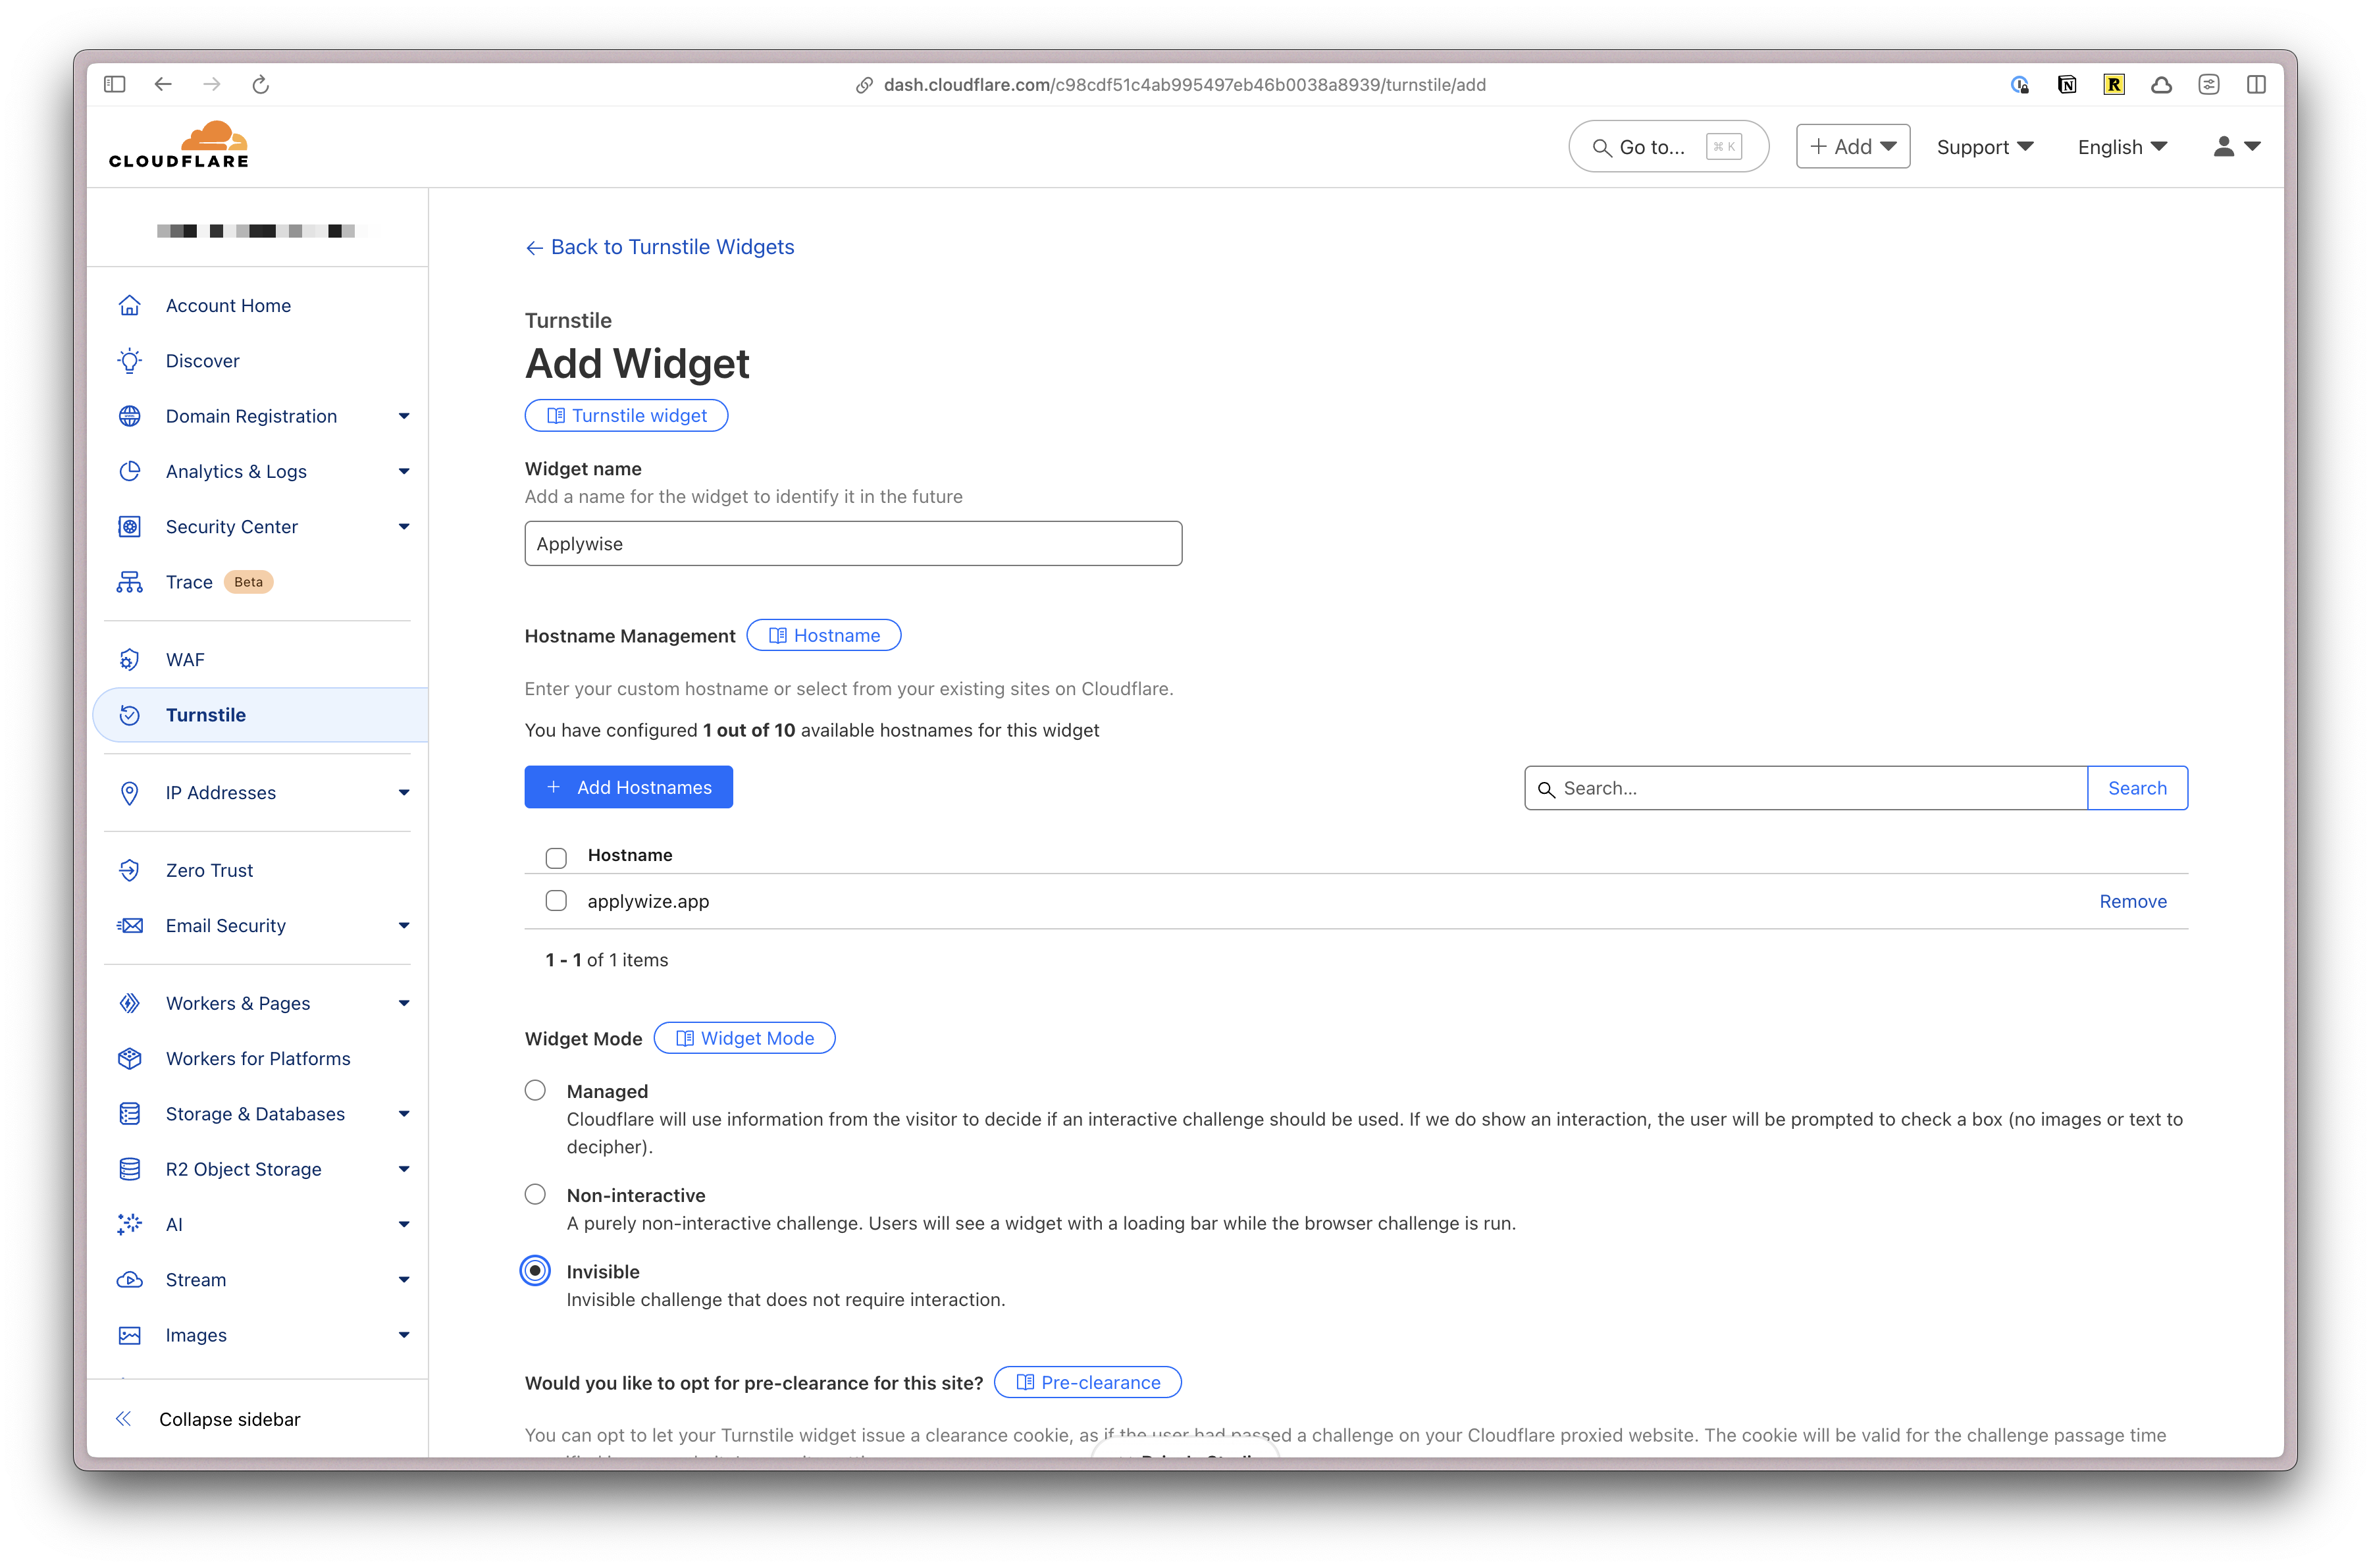 dash.cloudflare.com/c98cdf51c4ab995497eb46b0038a8939/turnstile/add
CLOUDFLARE
Go to... ⌘ K
+ Add
Support
English
Account Home
Discover
Domain Registration
Analytics & Logs
Security Center
Trace Beta
WAF
Turnstile
IP Addresses
Zero Trust
Email Security
Workers & Pages
Workers for Platforms
Storage & Databases
R2 Object Storage
AI
Stream
Images
Collapse sidebar
← Back to Turnstile Widgets
Turnstile
Add Widget
Turnstile widget
Widget name
Add a name for the widget to identify it in the future
Applywise
Hostname Management Hostname
Enter your custom hostname or select from your existing sites on Cloudflare.
You have configured 1 out of 10 available hostnames for this widget
+ Add Hostnames
Search... Search
Hostname
applywize.app Remove
1 - 1 of 1 items
Widget Mode Widget Mode
Managed
Cloudflare will use information from the visitor to decide if an interactive challenge should be used. If we do show an interaction, the user will be prompted to check a box (no images or text to
decipher).
Non-interactive
A purely non-interactive challenge. Users will see a widget with a loading bar while the browser challenge is run.
Invisible
Invisible challenge that does not require interaction.
Would you like to opt for pre-clearance for this site? Pre-clearance
You can opt to let your Turnstile widget issue a clearance cookie, as if the user had passed a challenge on your Cloudflare proxied website. The cookie will be valid for the challenge passage time